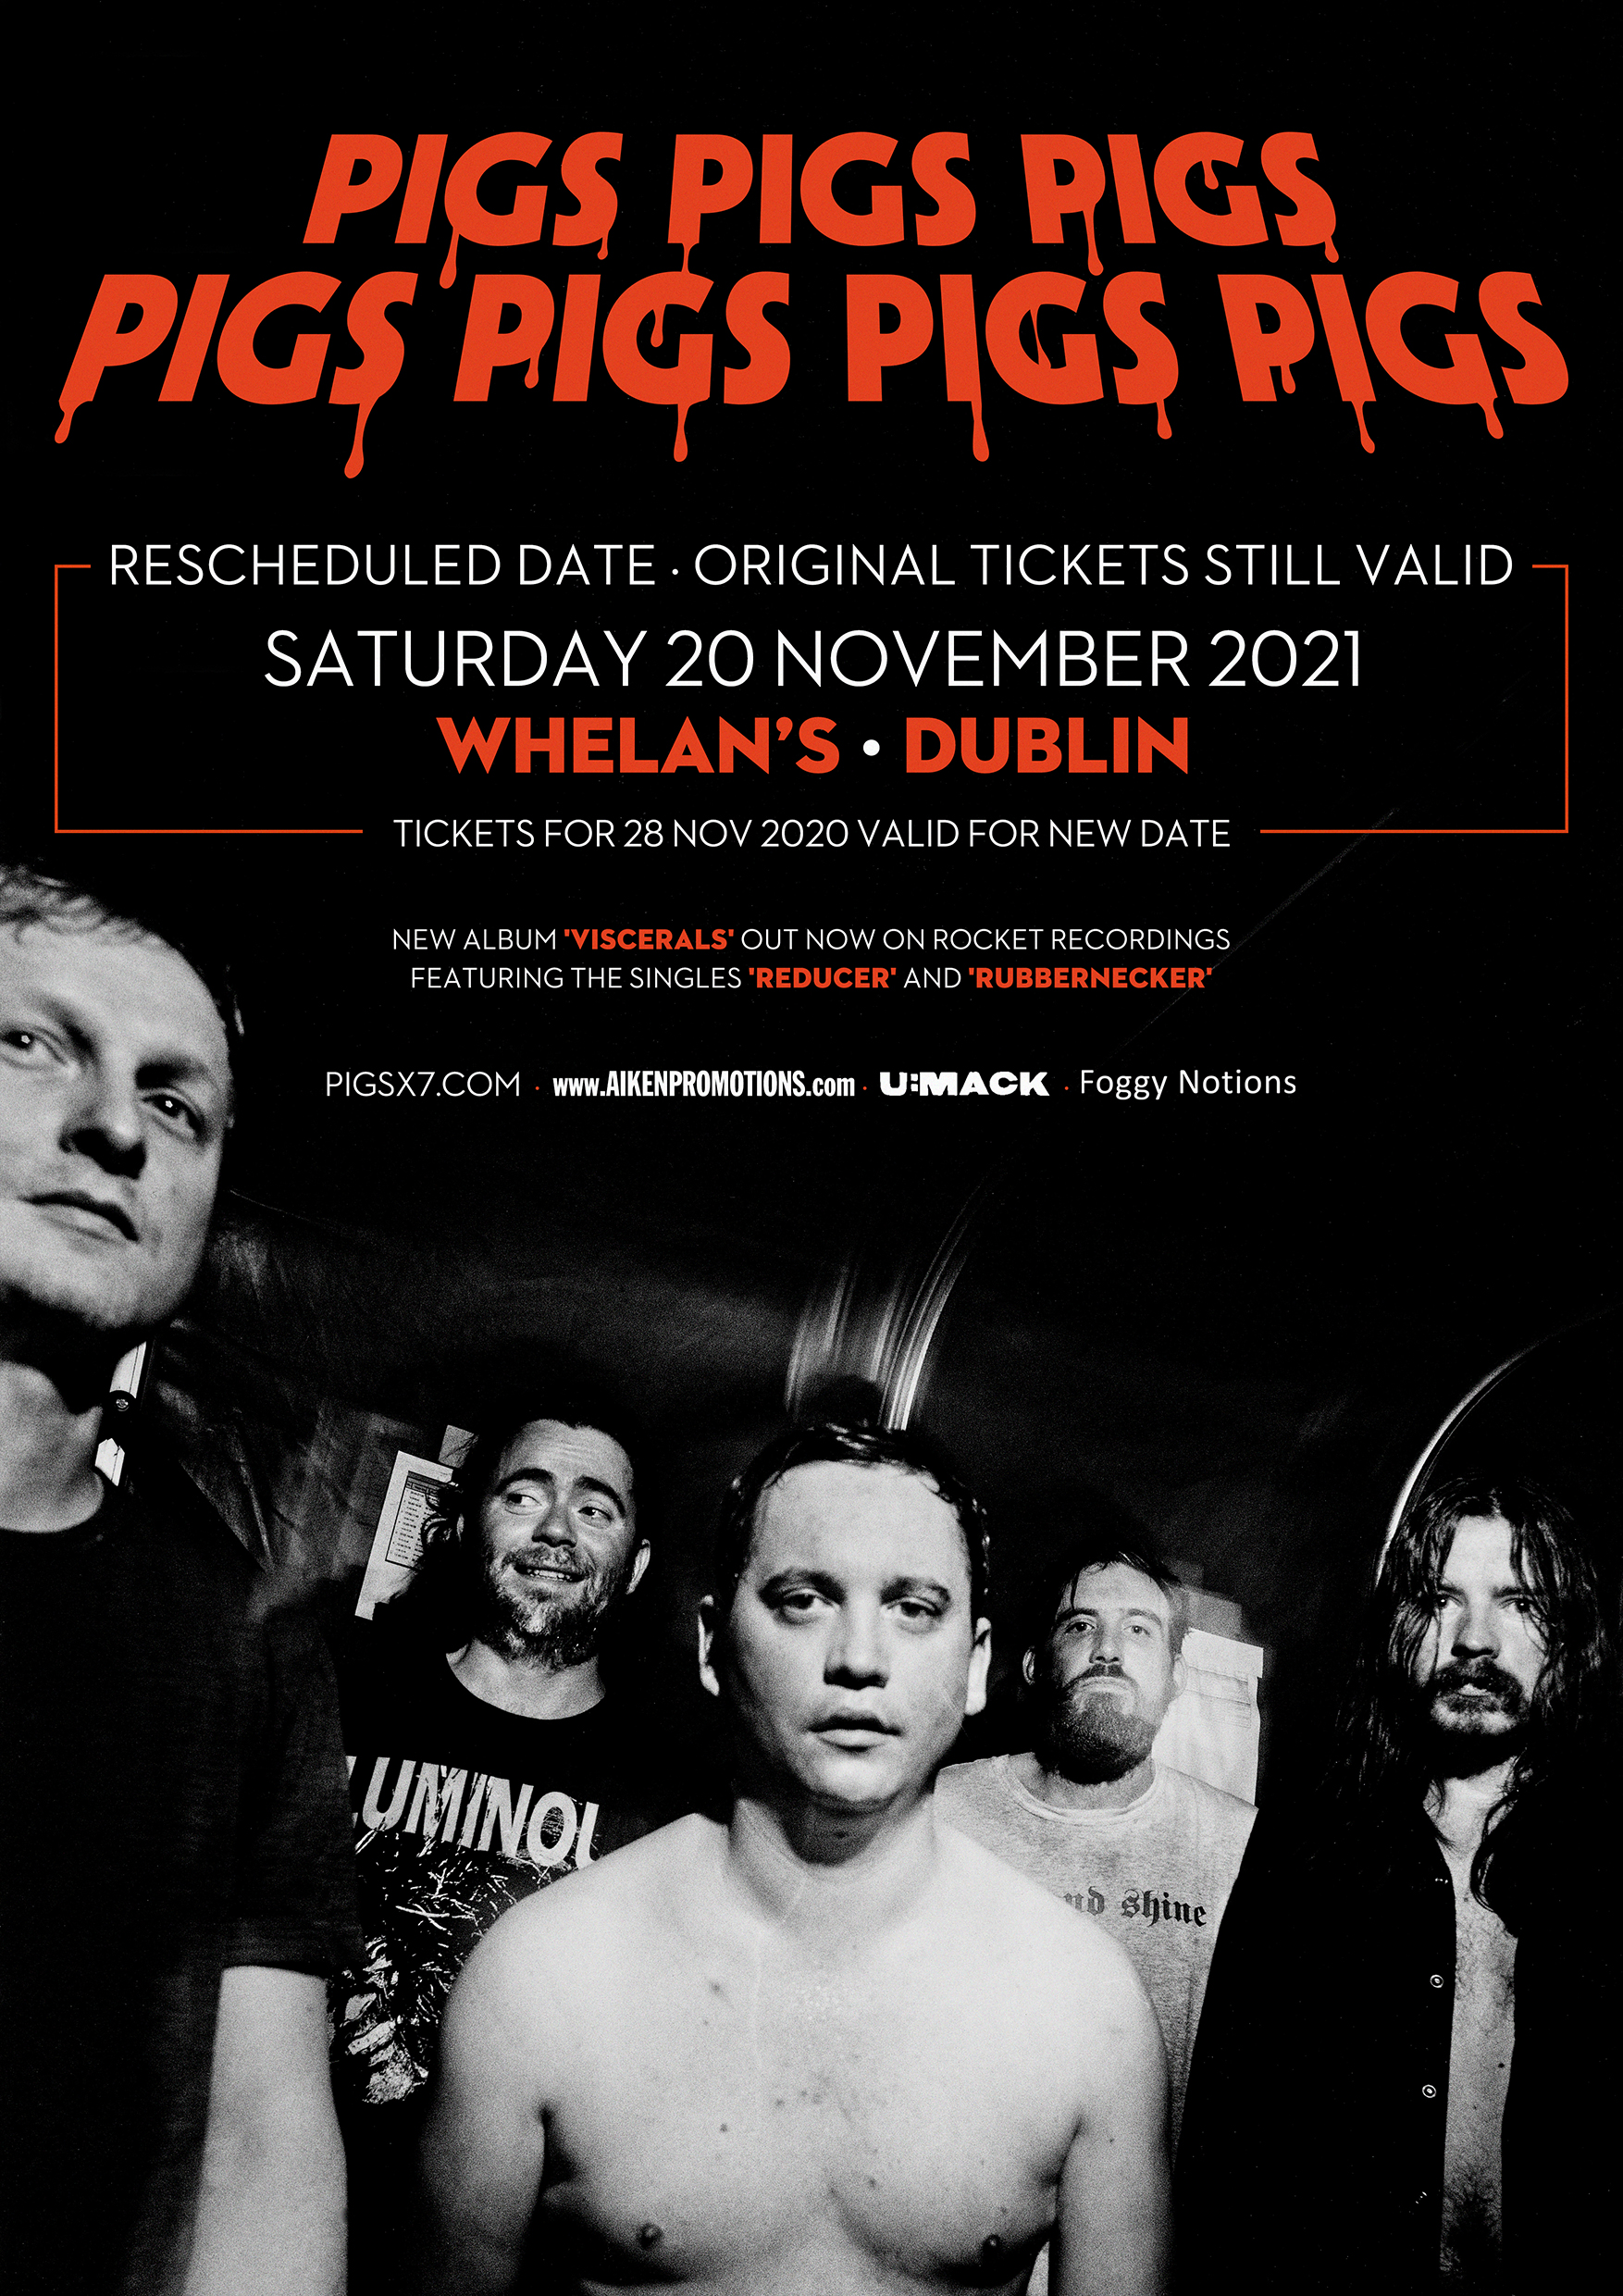 PIGS PIGS PIGS
PIGS PIGS PIGS PIGS
RESCHEDULED DATE · ORIGINAL TICKETS STILL VALID
SATURDAY 20 NOVEMBER 2021
WHELAN'S • DUBLIN
TICKETS FOR 28 NOV 2020 VALID FOR NEW DATE
NEW ALBUM 'VISCERALS' OUT NOW ON ROCKET RECORDINGS
FEATURING THE SINGLES 'REDUCER' AND 'RUBBERNECKER'
PIGSX7.COM · www.AIKENPROMOTIONS.com · U:MACK · Foggy Notions
LUMINOU
nd shine